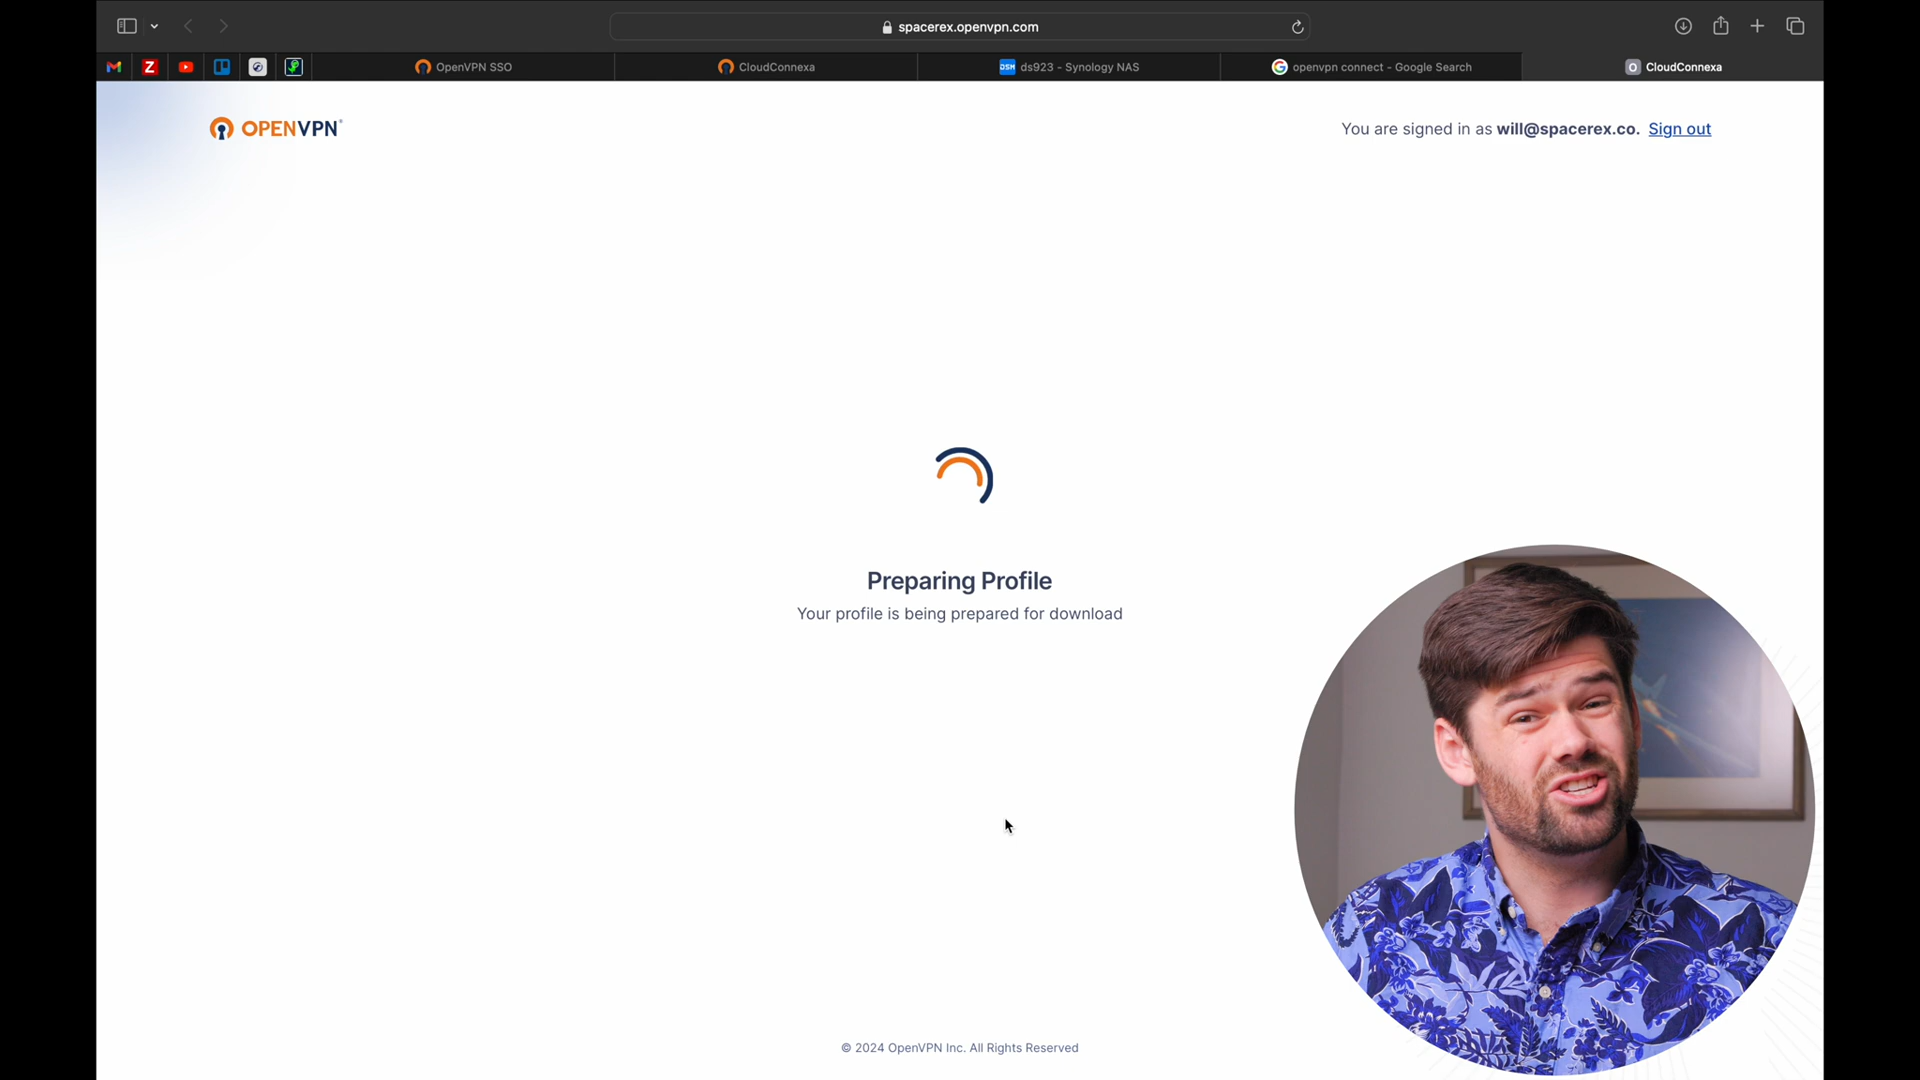 spacerex.openvpn.com
OpenVPN SSO
CloudConnexa
DSM ds923 - Synology NAS
G openvpn connect - Google Search
O CloudConnexa
OPENVPN
You are signed in as will@spacerex.co. Sign out
Preparing Profile
Your profile is being prepared for download
© 2024 OpenVPN Inc. All Rights Reserved